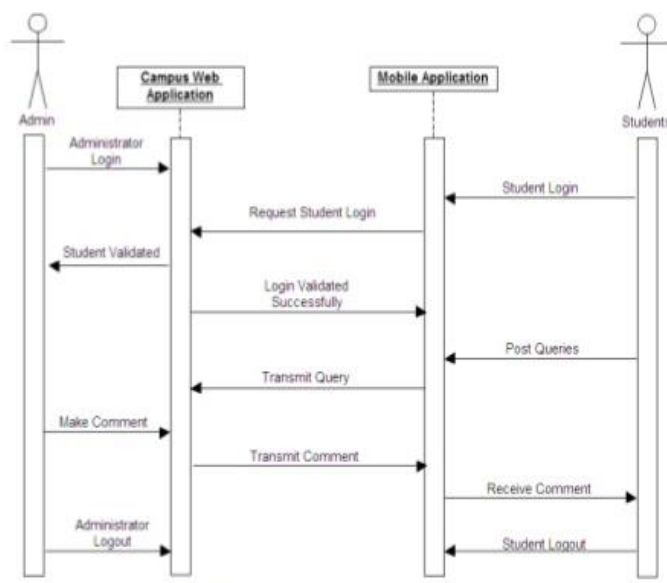 Campus Web
Application
Mobile Application
Admin
Students
Administrator
Login
Student Login
Request Student Login
Student Validated
Login Validated
Successfully
Post Queries
Transmit Query
Make Comment
Transmit Comment
Receive Comment
Administrator
Logout
Student Logout